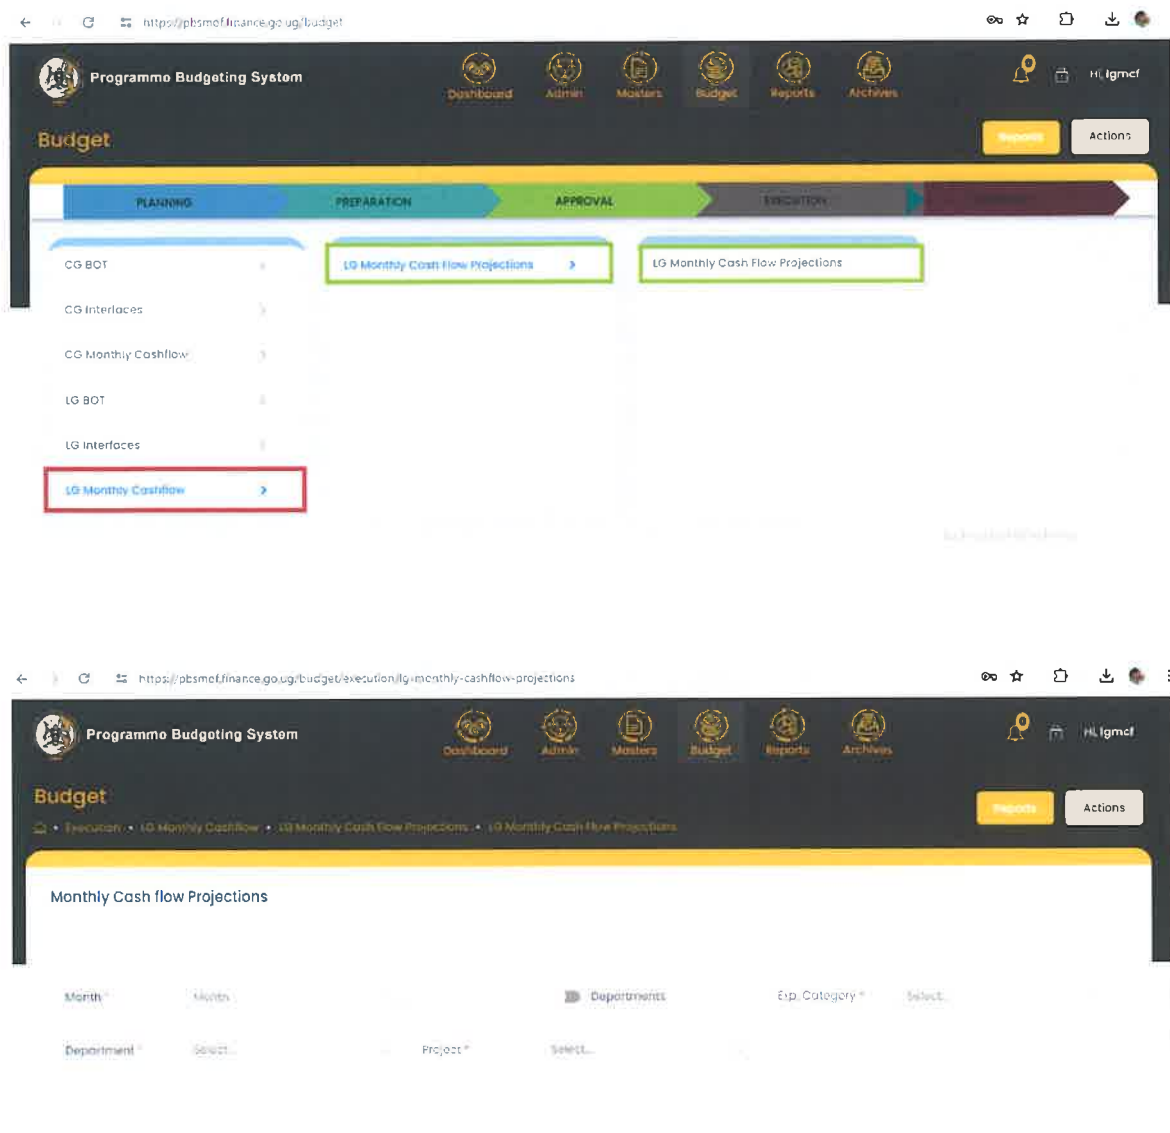 https://pbsmof.finance.go.ug/budget
Programme Budgeting System
Dashboard Admin Masters Budget Reports Archives
Hi, lgmcf
Budget
Reports Actions
PLANNING PREPARATION APPROVAL EXECUTION
CG BOT
LG Monthly Cash Flow Projections
LG Monthly Cash Flow Projections
CG Interfaces
CG Monthly Cashflow
LG BOT
LG Interfaces
LG Monthly Cashflow
https://pbsmof.finance.go.ug/budget/execution/lg-monthly-cashflow-projections
Programme Budgeting System
Dashboard Admin Masters Budget Reports Archives
Hi, lgmcf
Budget
Reports Actions
• Execution • LG Monthly Cashflow • LG Monthly Cash Flow Projections • LG Monthly Cash Flow Projections
Monthly Cash flow Projections
Month * Month Departments Exp. Category * Select...
Department * Select... Project * Select...